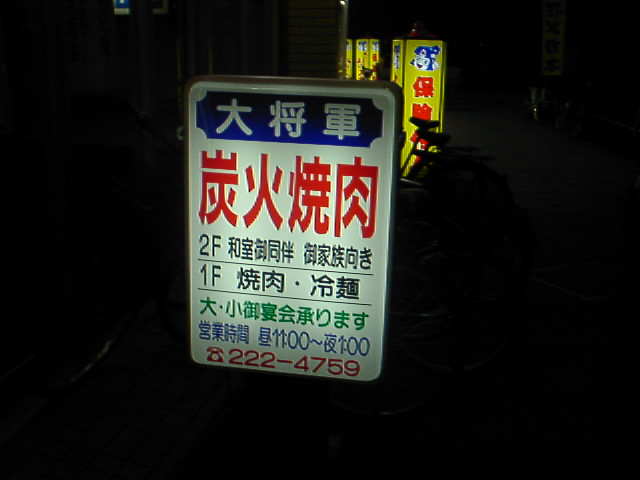 大将軍
炭火焼肉
2F 和室御同伴 御家族向き
1F 焼肉・冷麺
大・小御宴会承ります
営業時間 昼11:00〜夜1:00
☎222-4759
保険